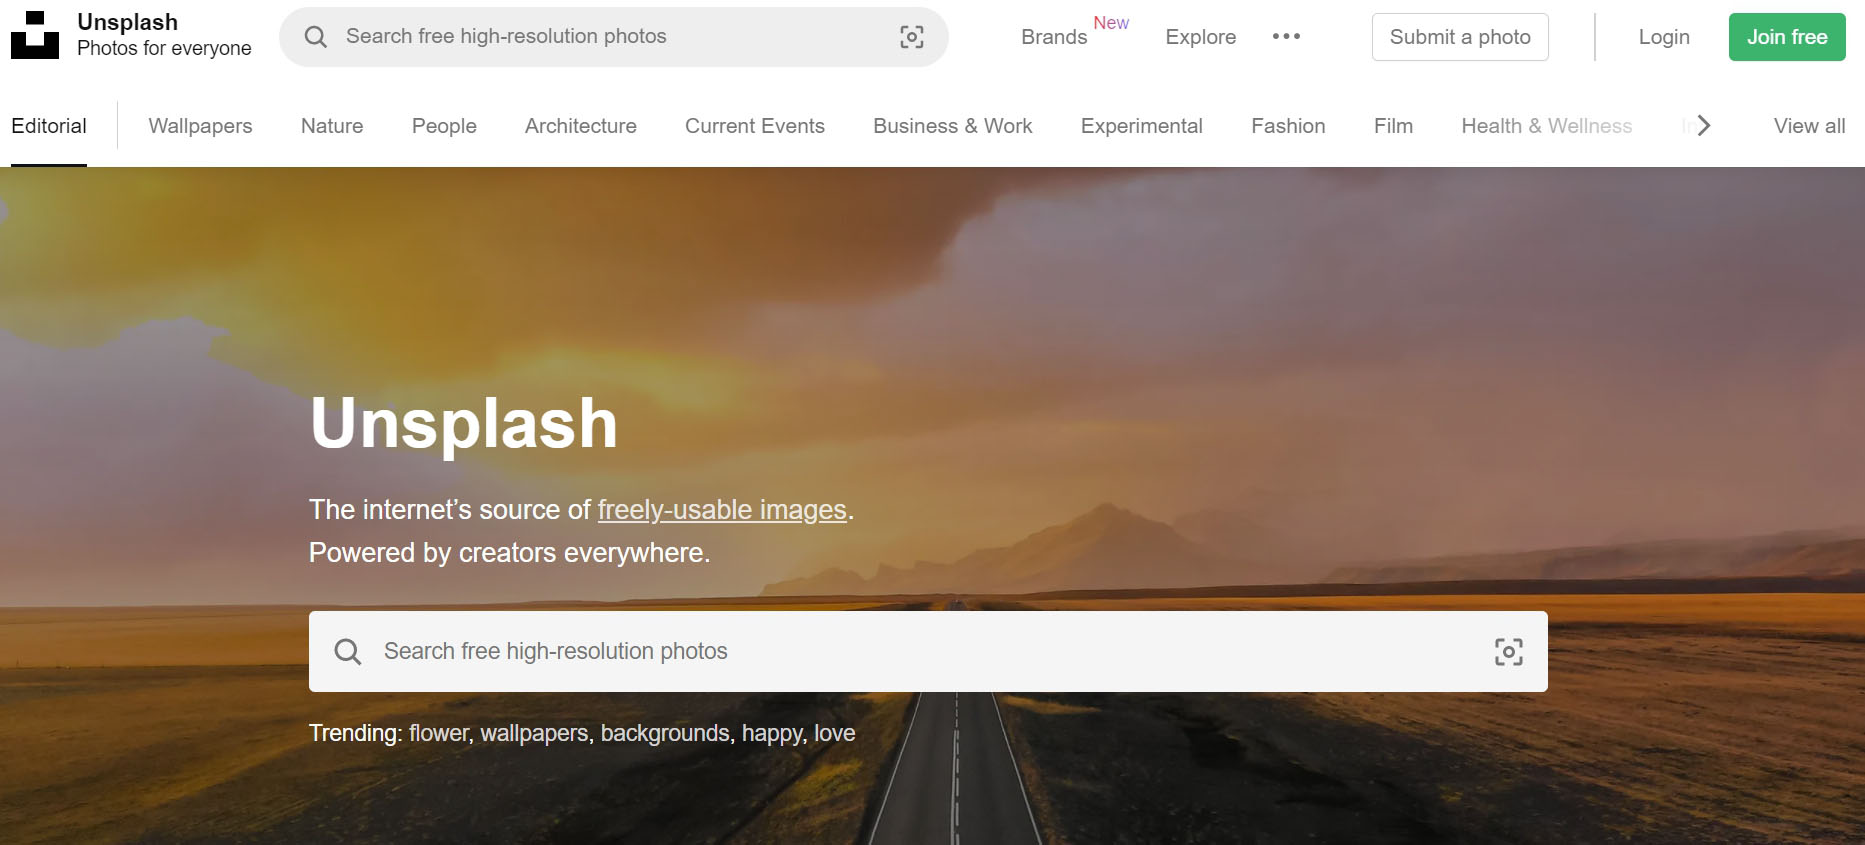 Unsplash
Photos for everyone
Search free high-resolution photos
Brands New
Explore
Submit a photo
Login
Join free
Editorial
Wallpapers
Nature
People
Architecture
Current Events
Business & Work
Experimental
Fashion
Film
Health & Wellness
View all
Unsplash
The internet’s source of freely-usable images.
Powered by creators everywhere.
Search free high-resolution photos
Trending: flower, wallpapers, backgrounds, happy, love